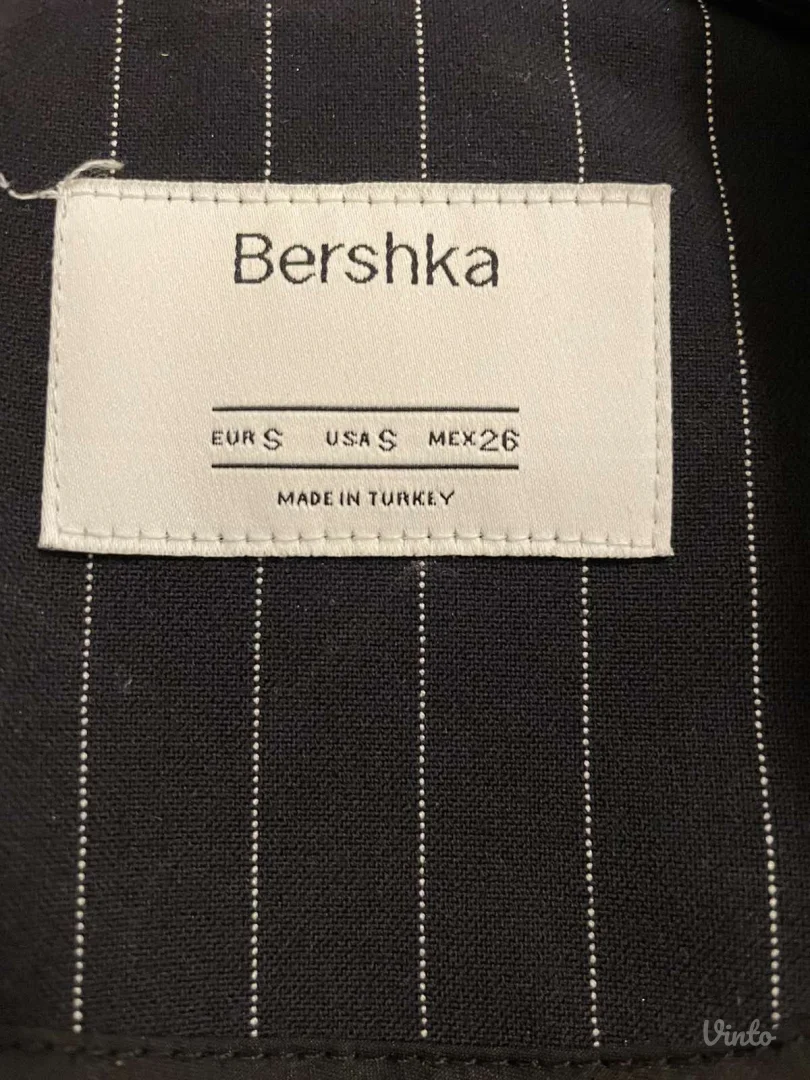 Bershka
EUR S USA S MEX 26
MADE IN TURKEY
Vinto